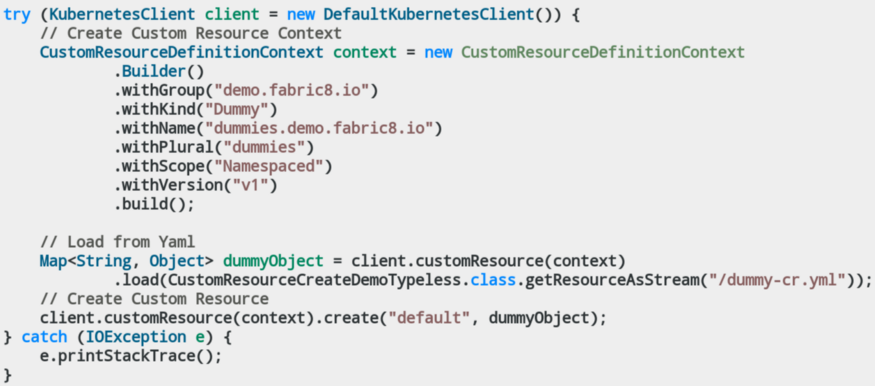 try (KubernetesClient client = new DefaultKubernetesClient()) {
    // Create Custom Resource Context
    CustomResourceDefinitionContext context = new CustomResourceDefinitionContext
            .Builder()
            .withGroup("demo.fabric8.io")
            .withKind("Dummy")
            .withName("dummies.demo.fabric8.io")
            .withPlural("dummies")
            .withScope("Namespaced")
            .withVersion("v1")
            .build();

    // Load from Yaml
    Map<String, Object> dummyObject = client.customResource(context)
            .load(CustomResourceCreateDemoTypeless.class.getResourceAsStream("/dummy-cr.yml"));
    // Create Custom Resource
    client.customResource(context).create("default", dummyObject);
} catch (IOException e) {
    e.printStackTrace();
}